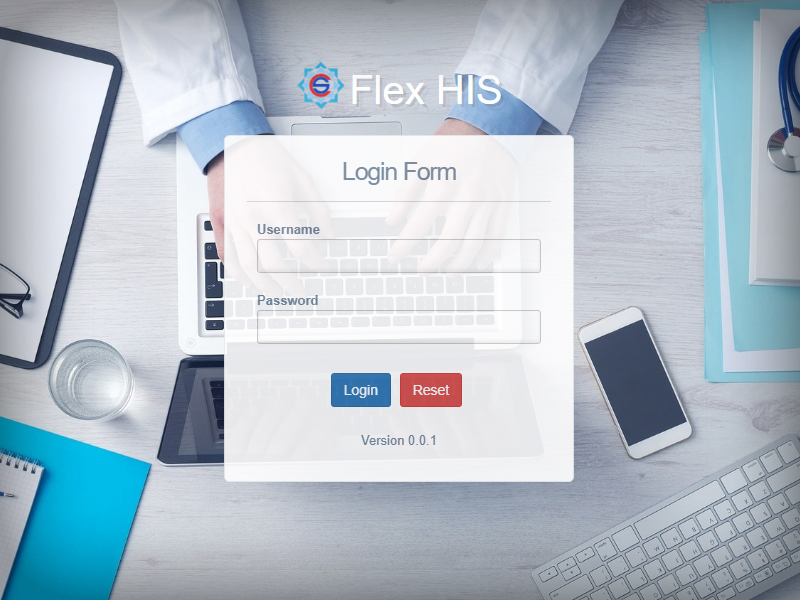 Flex HIS
Login Form
Username
Password
Login Reset
Version 0.0.1